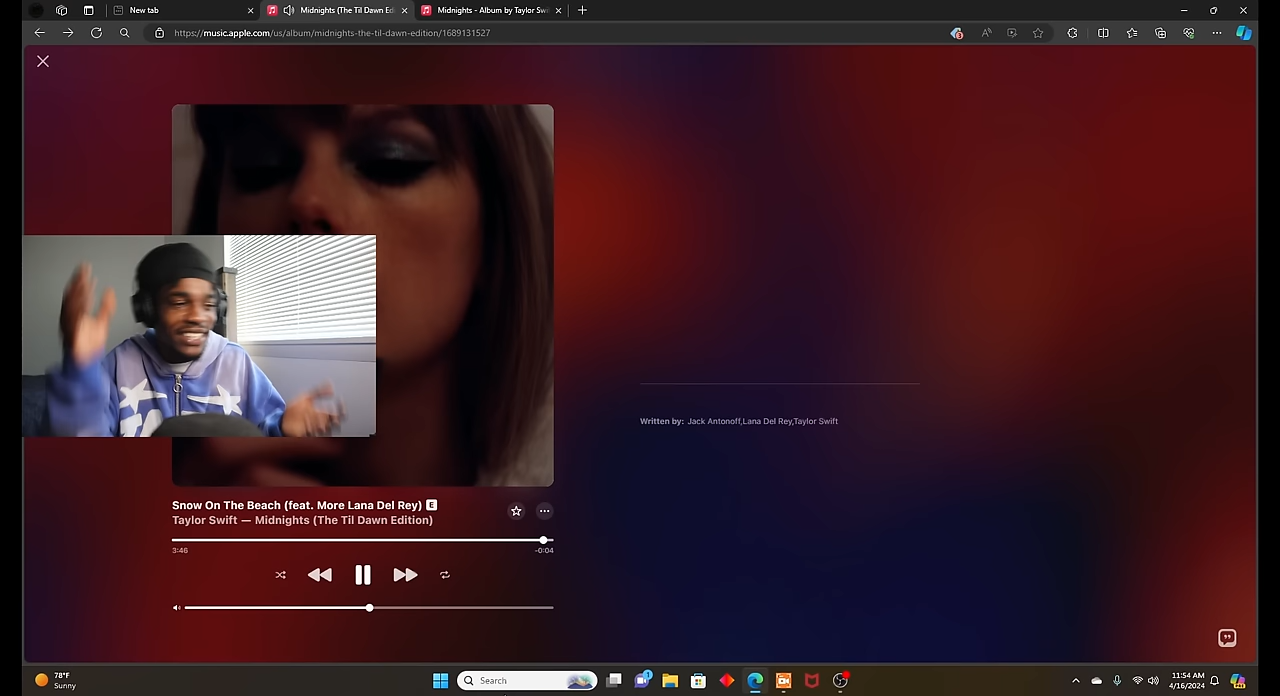 New tab
Midnights (The Til Dawn Ed
Midnights - Album by Taylor Sw
https://music.apple.com/us/album/midnights-the-til-dawn-edition/1689131527
Written by: Jack Antonoff,Lana Del Rey,Taylor Swift
Snow On The Beach (feat. More Lana Del Rey) E
Taylor Swift — Midnights (The Til Dawn Edition)
3:46
-0:04
78°F
Sunny
Search
11:54 AM
4/16/2024